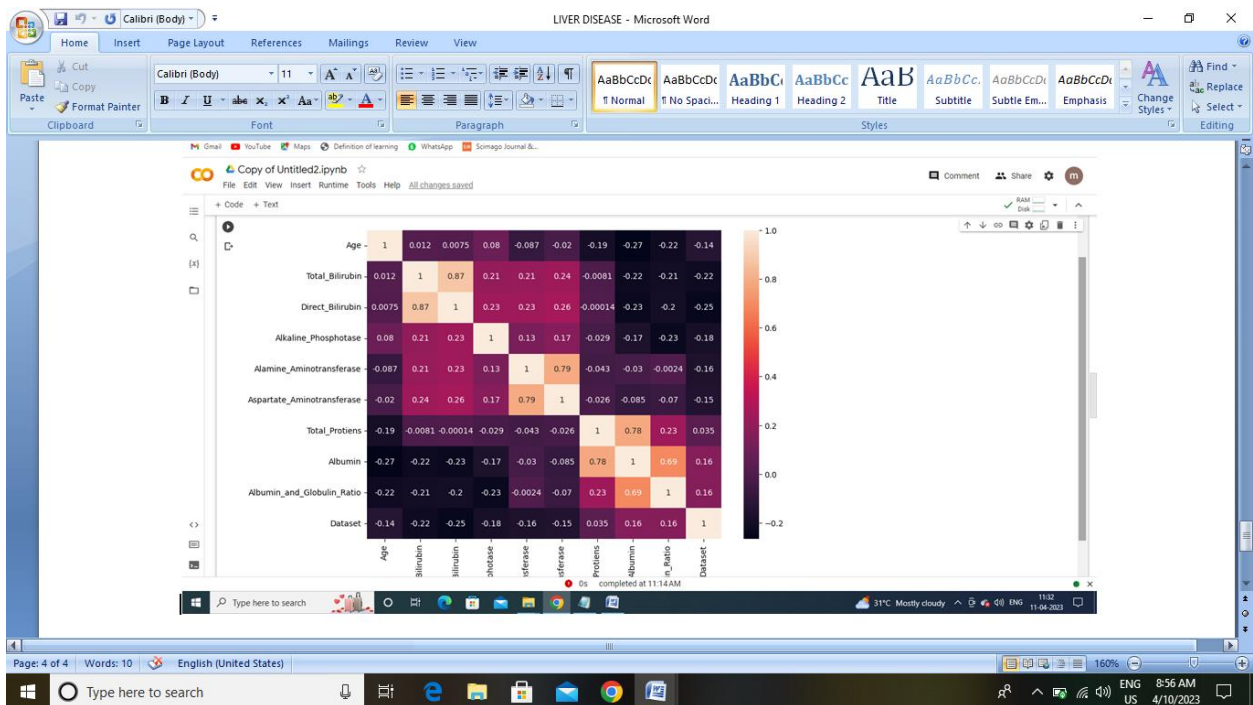 Calibri (Body)
LIVER DISEASE - Microsoft Word
Home Insert Page Layout References Mailings Review View
Paste
Cut
Copy
Format Painter
Clipboard
Calibri (Body) 11
B I U abc x₂ x² Aa
Font
Paragraph
AaBbCcDc AaBbCcDc AaBbC AaBbCc AaB AaBbCc. AaBbCcDc AaBbCcDc
¶ Normal ¶ No Spaci... Heading 1 Heading 2 Title Subtitle Subtle Em... Emphasis
Change Styles
Styles
Find
Replace
Select
Editing
Gmail YouTube Maps Definition of learning WhatsApp Scimago Journal &...
Copy of Untitled2.ipynb
Comment Share m
File Edit View Insert Runtime Tools Help All changes saved
+ Code + Text
RAM
Disk
Age 1 0.012 0.0075 0.08 -0.087 -0.02 -0.19 -0.27 -0.22 -0.14
Total_Bilirubin 0.012 1 0.87 0.21 0.21 0.24 -0.0081 -0.22 -0.21 -0.22
Direct_Bilirubin 0.0075 0.87 1 0.23 0.23 0.26 -0.00014 -0.23 -0.2 -0.25
Alkaline_Phosphotase 0.08 0.21 0.23 1 0.13 0.17 -0.029 -0.17 -0.23 -0.18
Alamine_Aminotransferase -0.087 0.21 0.23 0.13 1 0.79 -0.043 -0.03 -0.0024 -0.16
Aspartate_Aminotransferase -0.02 0.24 0.26 0.17 0.79 1 -0.026 -0.085 -0.07 -0.15
Total_Protiens -0.19 -0.0081 -0.00014 -0.029 -0.043 -0.026 1 0.78 0.23 0.035
Albumin -0.27 -0.22 -0.23 -0.17 -0.03 -0.085 0.78 1 0.69 0.16
Albumin_and_Globulin_Ratio -0.22 -0.21 -0.2 -0.23 -0.0024 -0.07 0.23 0.69 1 0.16
Dataset -0.14 -0.22 -0.25 -0.18 -0.16 -0.15 0.035 0.16 0.16 1
Age
Bilirubin
ilirubin
photase
sferase
sferase
Protiens
Albumin
n_Ratio
Dataset
1.0
0.8
0.6
0.4
0.2
0.0
-0.2
{x}
<>
0s completed at 11:14 AM
Type here to search
31°C Mostly cloudy ENG 11:32
11-04-2023
Page: 4 of 4 Words: 10 English (United States) 160%
Type here to search
ENG 8:56 AM
US 4/10/2023